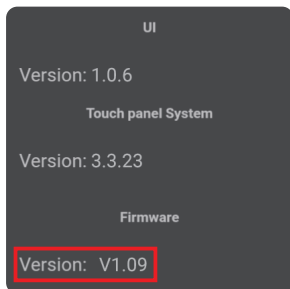 UI
Version: 1.0.6
Touch panel System
Version: 3.3.23
Firmware
Version: V1.09